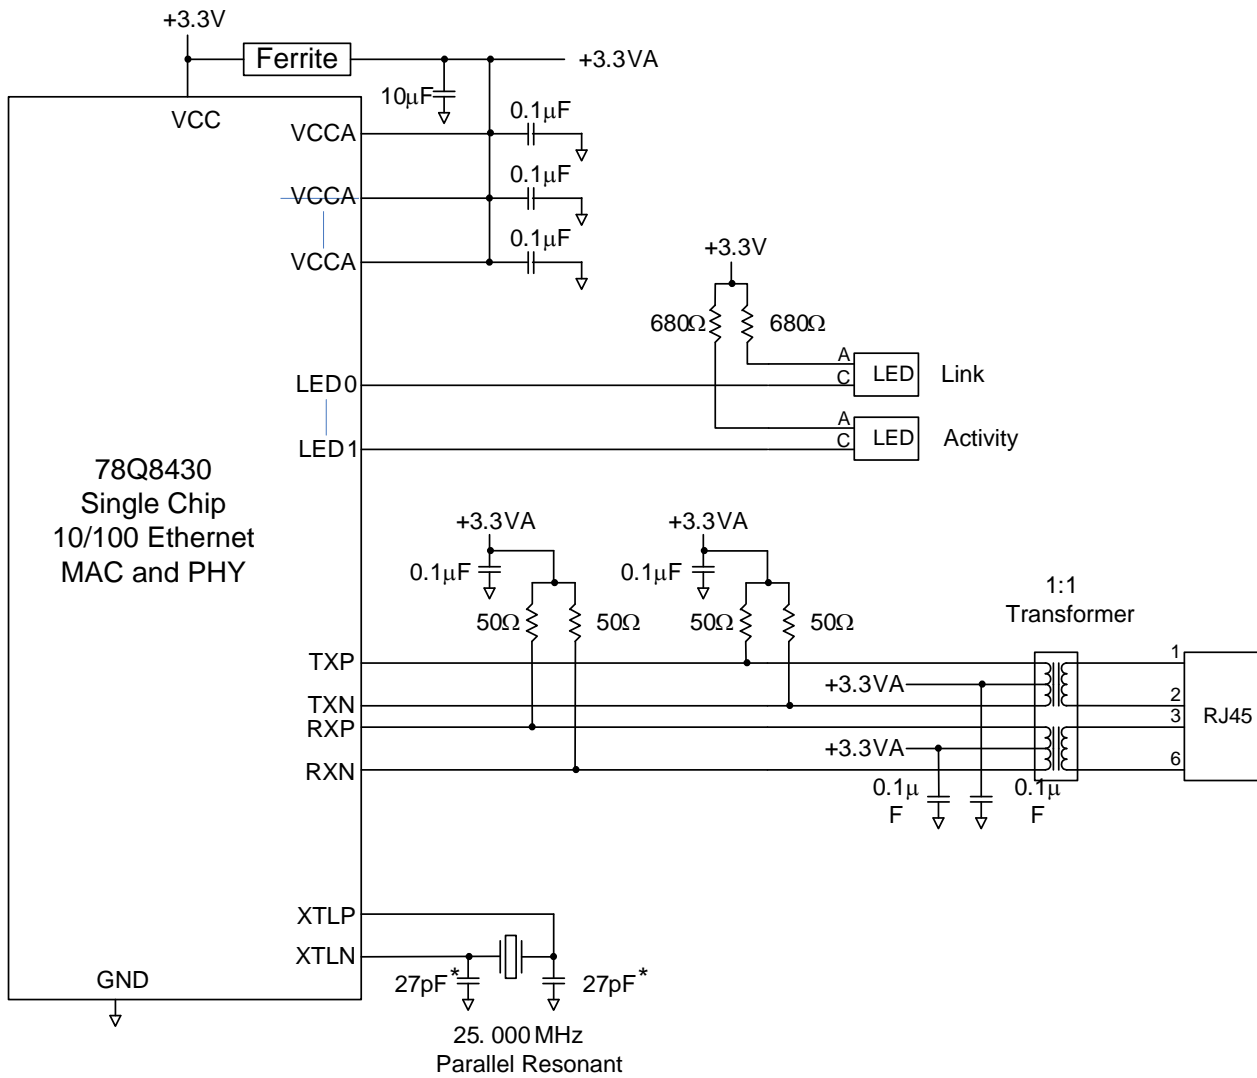 +3.3V
Ferrite
+3.3VA
10μF
VCC
0.1μF
VCCA
0.1μF
VCCA
0.1μF
VCCA
+3.3V
680Ω
680Ω
A
LED0
C
LED
Link
A
LED1
C
LED
Activity
78Q8430
Single Chip
10/100 Ethernet
MAC and PHY
+3.3VA
+3.3VA
0.1μF
0.1μF
50Ω
50Ω
50Ω
50Ω
1:1
Transformer
TXP
1
+3.3VA
TXN
2
RXP
3
RJ45
+3.3VA
RXN
6
0.1μ
F
0.1μ
F
XTLP
XTLN
GND
27pF*
27pF*
25. 000 MHz
Parallel Resonant